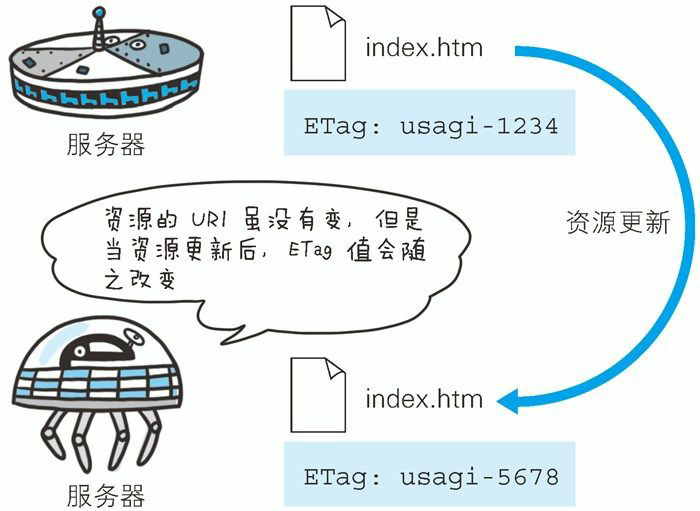 index.htm
ETag: usagi-1234
服务器
资源更新
资源的 URI 虽没有变，但是
当资源更新后，ETag 值会随
之改变
index.htm
ETag: usagi-5678
服务器